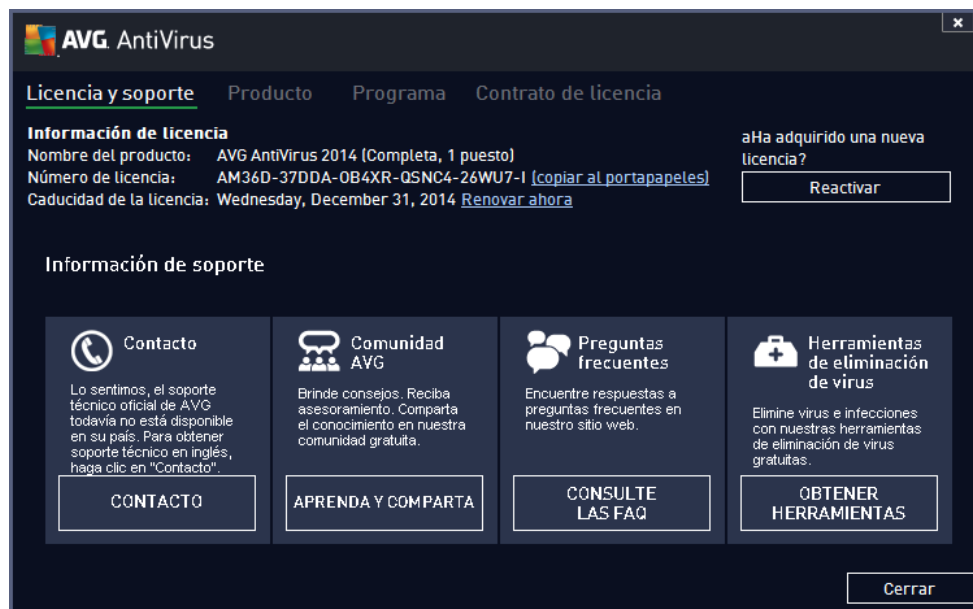 AVG. AntiVirus
x
Licencia y soporte Producto Programa Contrato de licencia
Información de licencia
Nombre del producto: AVG AntiVirus 2014 (Completa, 1 puesto)
Número de licencia: AM36D-37DDA-0B4XR-QSNC4-26WU7-I (copiar al portapapeles)
Caducidad de la licencia: Wednesday, December 31, 2014 Renovar ahora
aHa adquirido una nueva
licencia?
Reactivar
Información de soporte
Contacto
Lo sentimos, el soporte
técnico oficial de AVG
todavía no está disponible
en su país. Para obtener
soporte técnico en inglés,
haga clic en "Contacto".
CONTACTO
Comunidad
AVG
Brinde consejos. Reciba
asesoramiento. Comparta
el conocimiento en nuestra
comunidad gratuita.
APRENDA Y COMPARTA
Preguntas
frecuentes
Encuentre respuestas a
preguntas frecuentes en
nuestro sitio web.
CONSULTE
LAS FAQ
Herramientas
de eliminación
de virus
Elimine virus e infecciones
con nuestras herramientas
de eliminación de virus
gratuitas.
OBTENER
HERRAMIENTAS
Cerrar